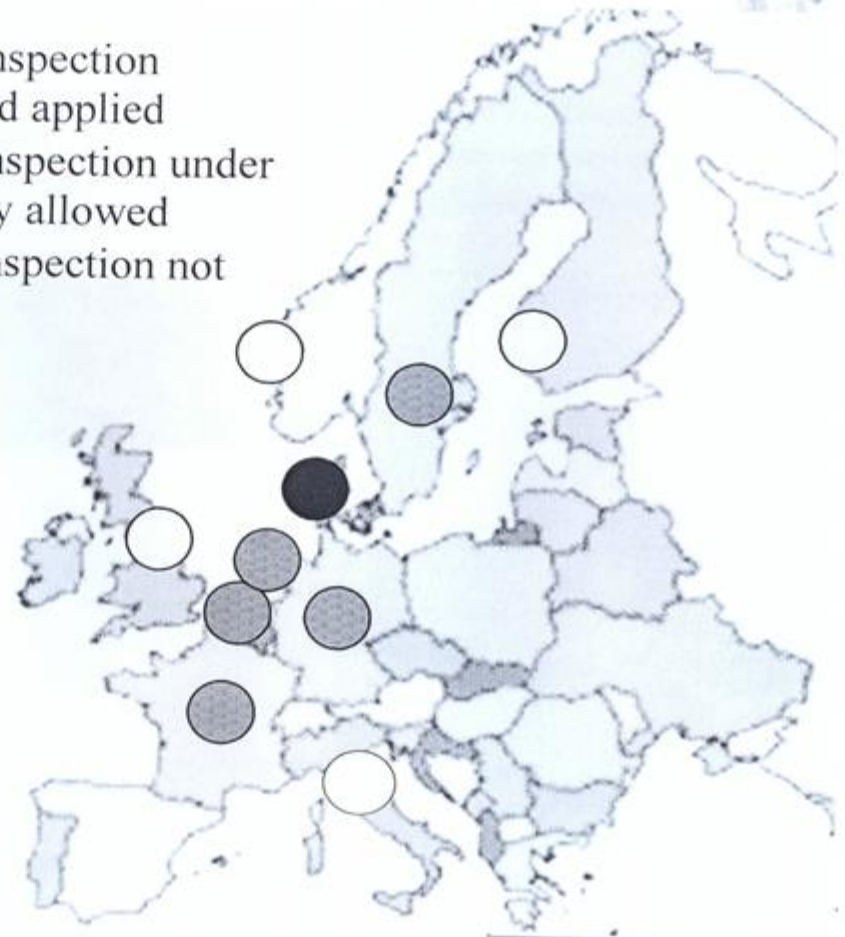 nspection
d applied
nspection under
y allowed
nspection not